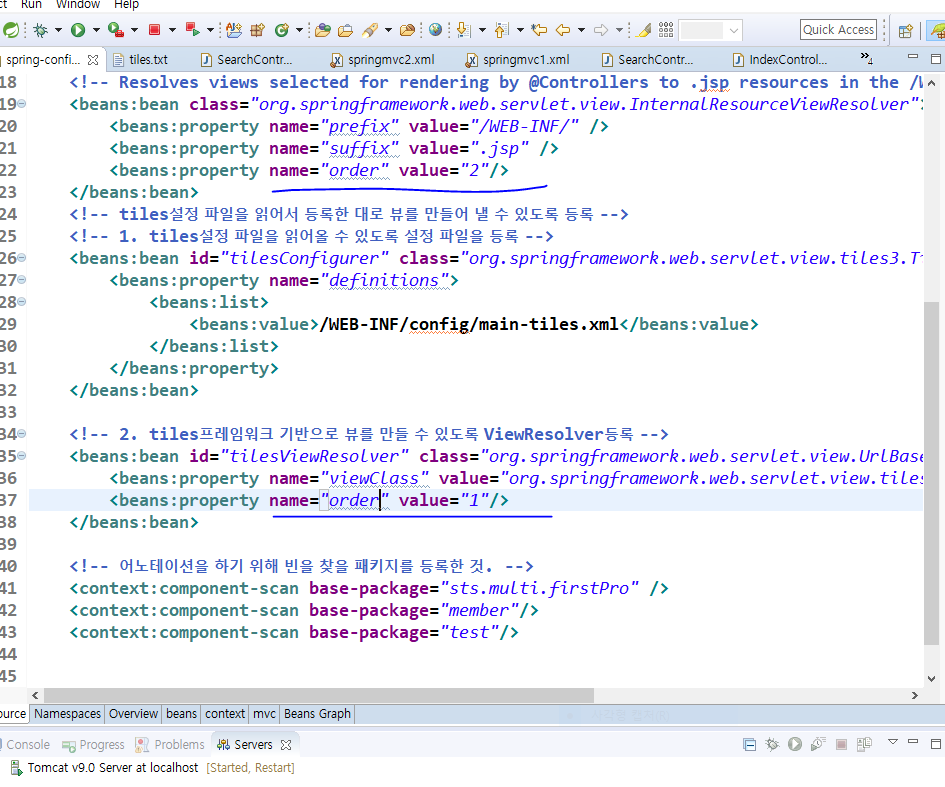 ct Run Window Help
Quick Access
spring-confi... tiles.txt SearchContr... springmvc2.xml springmvc1.xml SearchContr... IndexControl... »4
18 <!-- Resolves views selected for rendering by @Controllers to .jsp resources in the /W
19 <beans:bean class="org.springframework.web.servlet.view.InternalResourceViewResolver">
20 <beans:property name="prefix" value="/WEB-INF/" />
21 <beans:property name="suffix" value=".jsp" />
22 <beans:property name="order" value="2"/>
23 </beans:bean>
24 <!-- tiles설정 파일을 읽어서 등록한 대로 뷰를 만들어 낼 수 있도록 등록 -->
25 <!-- 1. tiles설정 파일을 읽어올 수 있도록 설정 파일을 등록 -->
26 <beans:bean id="tilesConfigurer" class="org.springframework.web.servlet.view.tiles3.Ti
27 <beans:property name="definitions">
28 <beans:list>
29 <beans:value>/WEB-INF/config/main-tiles.xml</beans:value>
30 </beans:list>
31 </beans:property>
32 </beans:bean>
33
34 <!-- 2. tiles프레임워크 기반으로 뷰를 만들 수 있도록 ViewResolver등록 -->
35 <beans:bean id="tilesViewResolver" class="org.springframework.web.servlet.view.UrlBase
36 <beans:property name="viewClass" value="org.springframework.web.servlet.view.tiles
37 <beans:property name="order" value="1"/>
38 </beans:bean>
39
40 <!-- 어노테이션을 하기 위해 빈을 찾을 패키지를 등록한 것. -->
41 <context:component-scan base-package="sts.multi.firstPro" />
42 <context:component-scan base-package="member"/>
43 <context:component-scan base-package="test"/>
44
45
ource Namespaces Overview beans context mvc Beans Graph
Console Progress Problems Servers
Tomcat v9.0 Server at localhost [Started, Restart]